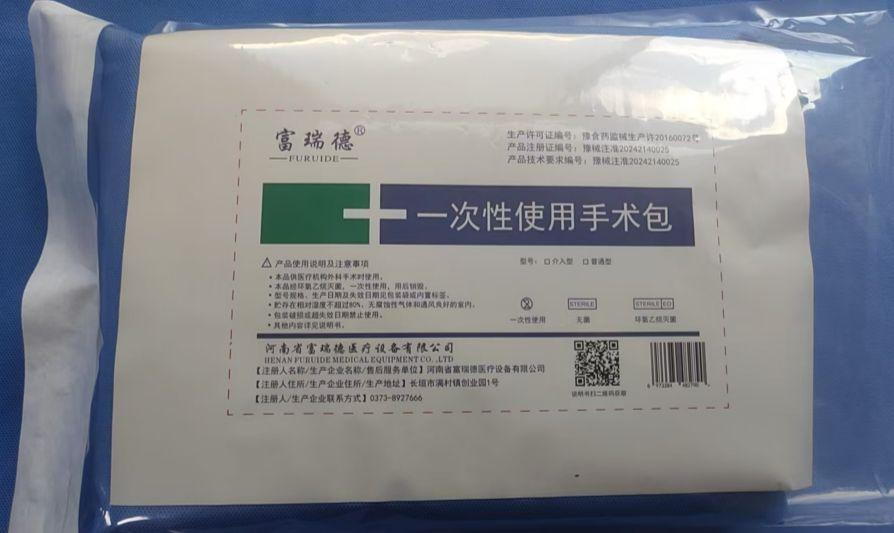 富瑞德®
FURUIDE
生产许可证编号：豫食药监械生产许20160072号
产品注册证编号：豫械注准20242140025
产品技术要求编号：豫械注准20242140025
一次性使用手术包
产品使用说明及注意事项
型号：□介入型 □普通型
•本品供医疗机构外科手术时使用。
•本品经环氧乙烷灭菌，一次性使用，用后销毁。
•型号规格、生产日期及失效日期见包装袋或内置标签。
•贮存在相对湿度不超过80%、无腐蚀性气体和通风良好的室内。
•包装破损或超失效日期禁止使用。
•其他内容详见说明书。
2
STERILE
STERILE EO
一次性使用
无菌
环氧乙烷灭菌
河南省富瑞德医疗设备有限公司
HENAN FURUIDE MEDICAL EQUIPMENT CO.,LTD
【注册人名称/生产企业名称/售后服务单位】河南省富瑞德医疗设备有限公司
【注册人住所/生产企业住所/生产地址】长垣市满村镇创业园1号
【注册人/生产企业联系方式】0373-8927666
说明书扫二维码获取